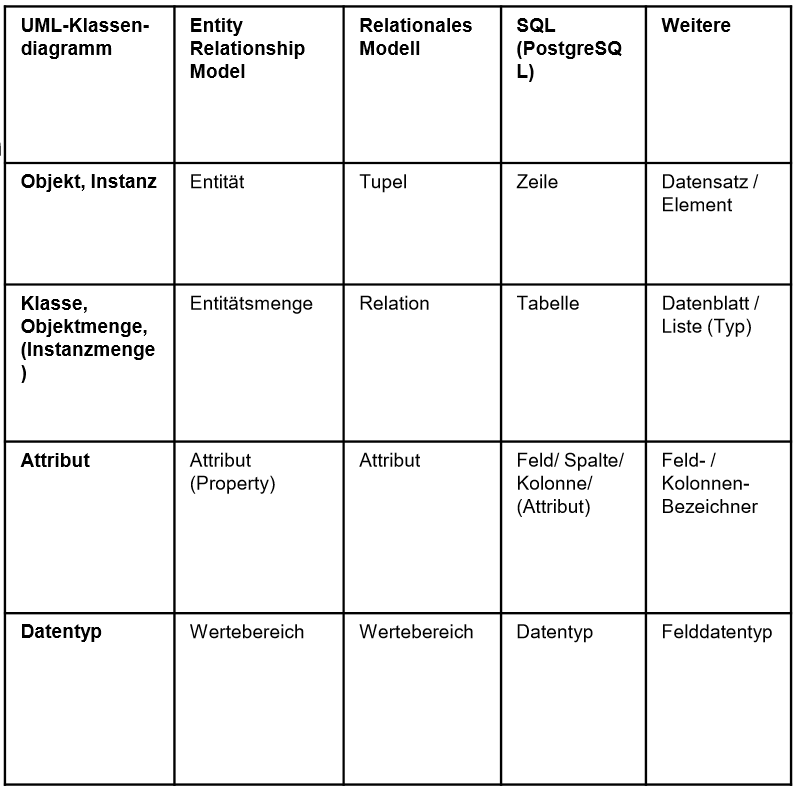 UML-Klassen-
diagramm
Entity
Relationship
Model
Relationales
Modell
SQL
(PostgreSQ
L)
Weitere
Objekt, Instanz
Entität
Tupel
Zeile
Datensatz /
Element
Klasse,
Objektmenge,
(Instanzmenge
)
Entitätsmenge
Relation
Tabelle
Datenblatt /
Liste (Typ)
Attribut
Attribut
(Property)
Attribut
Feld/ Spalte/
Kolonne/
(Attribut)
Feld- /
Kolonnen-
Bezeichner
Datentyp
Wertebereich
Wertebereich
Datentyp
Felddatentyp